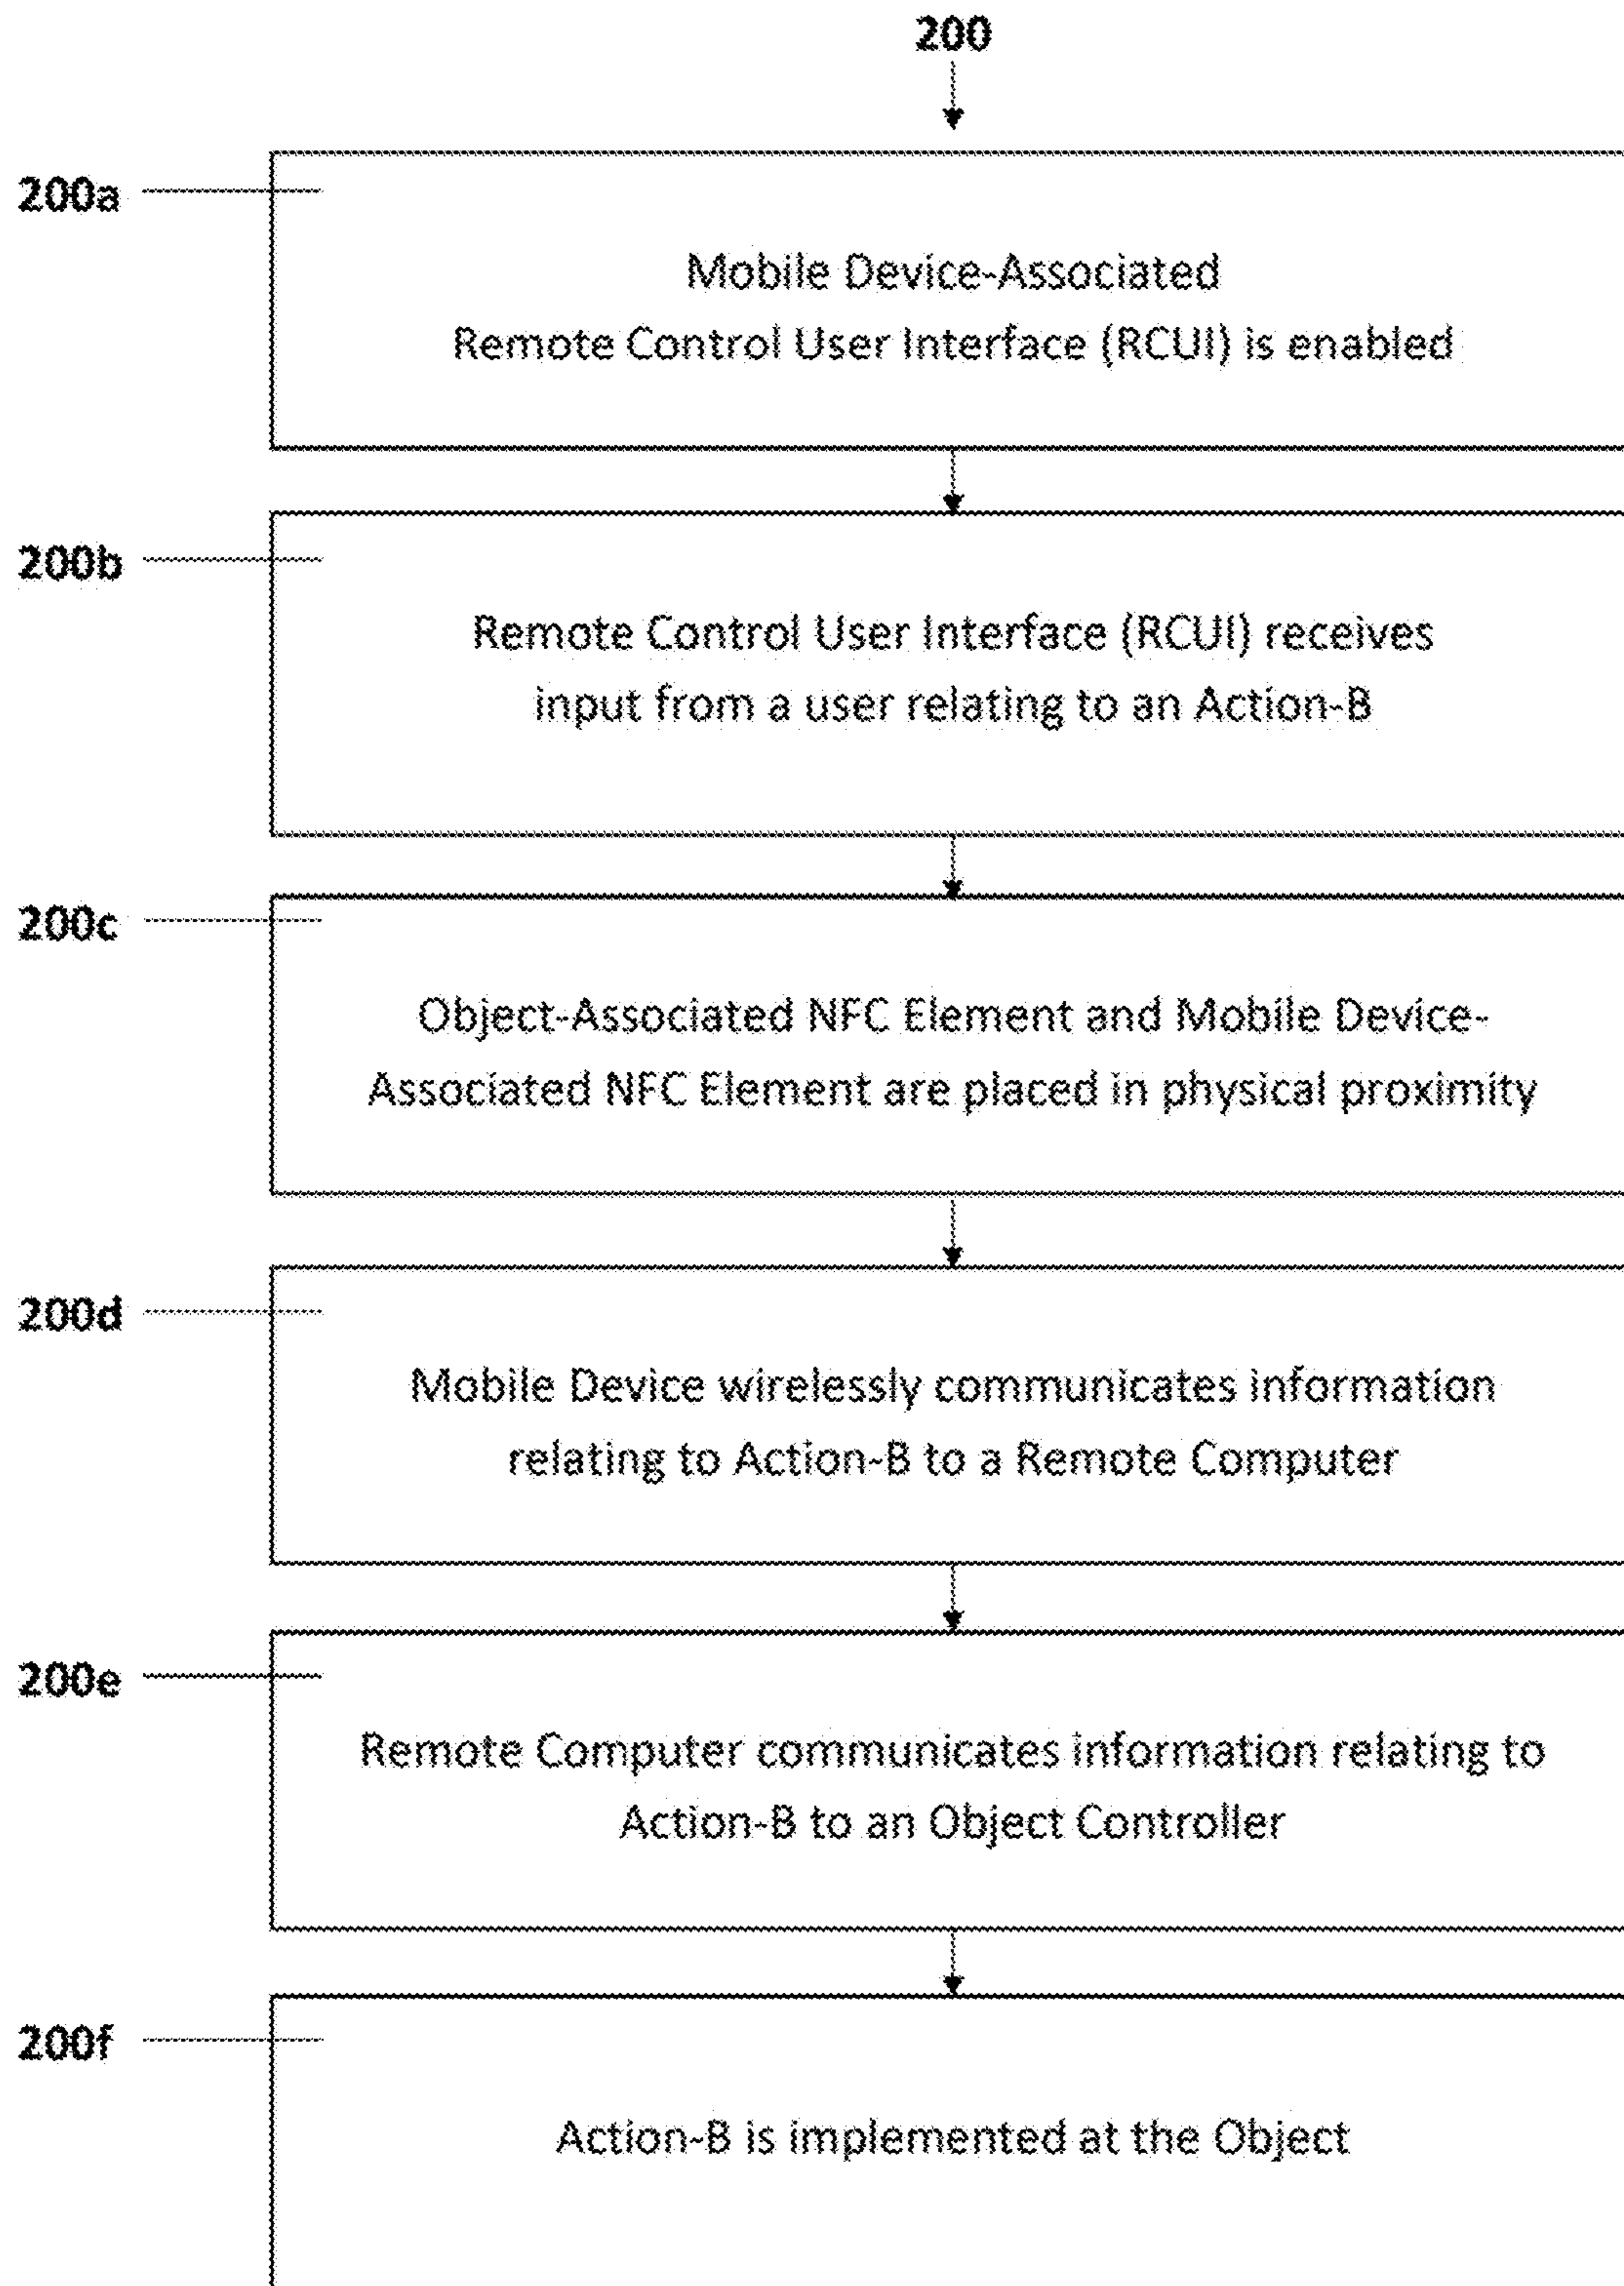 200
200a
Mobile Device-Associated
Remote Control User Interface (RCUI) is enabled
200b
Remote Control User Interface (RCUI) receives
input from a user relating to an Action-B
200c
Object-Associated NFC Element and Mobile Device-
Associated NFC Element are placed in physical proximity
200d
Mobile Device wirelessly communicates information
relating to Action-B to a Remote Computer
200e
Remote Computer communicates information relating to
Action-B to an Object Controller
200f
Action-B is implemented at the Object